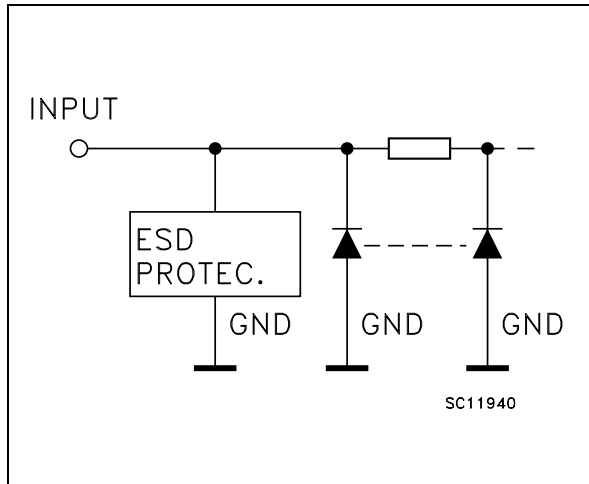 INPUT
ESD
PROTEC.
GND
GND
GND
SC11940